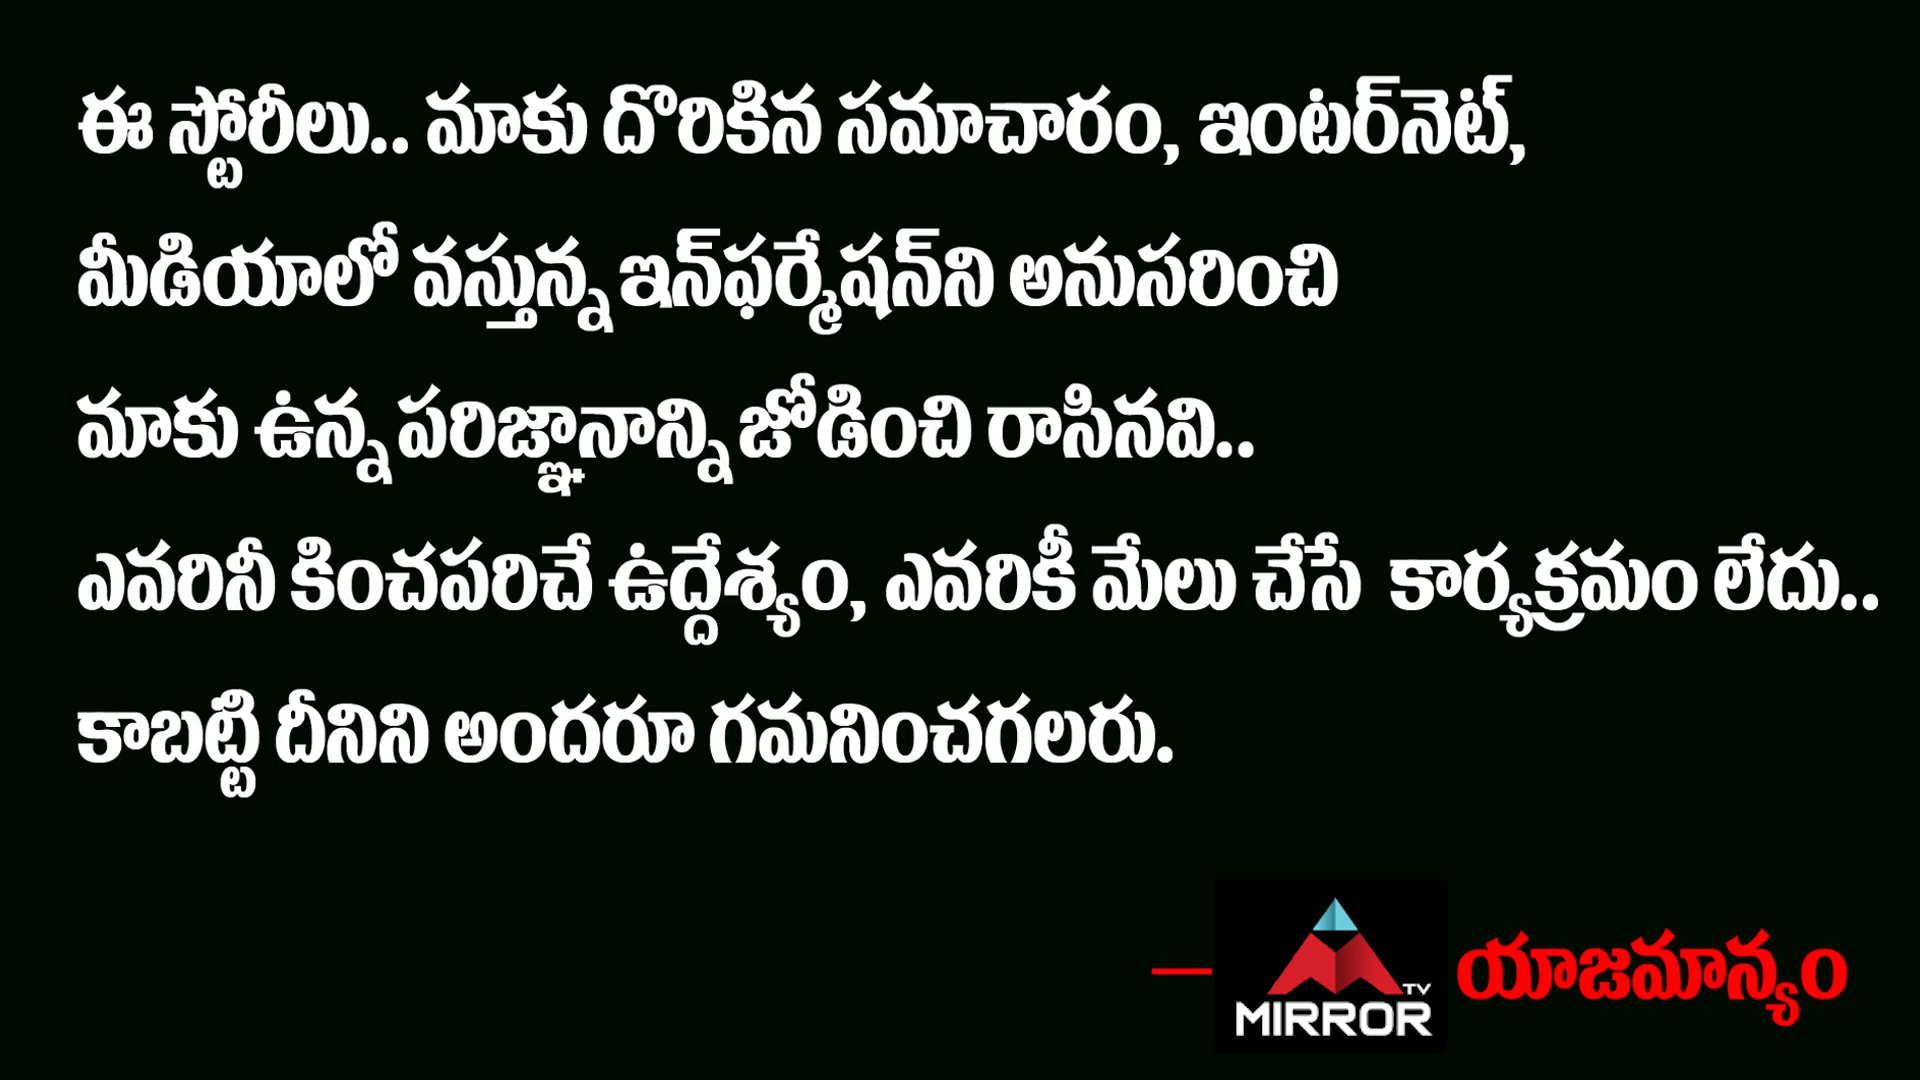 ఈ స్టోరీలు.. మాకు దొరికిన సమాచారం, ఇంటర్‌నెట్,
మీడియాలో వస్తున్న ఇన్‌ఫర్మేషన్‌ని అనుసరించి
మాకు ఉన్న పరిజ్ఞానాన్ని జోడించి రాసినవి..
ఎవరినీ కించపరిచే ఉద్దేశ్యం, ఎవరికీ మేలు చేసే కార్యక్రమం లేదు..
కాబట్టి దీనిని అందరూ గమనించగలరు.
— MIRROR TV యాజమాన్యం